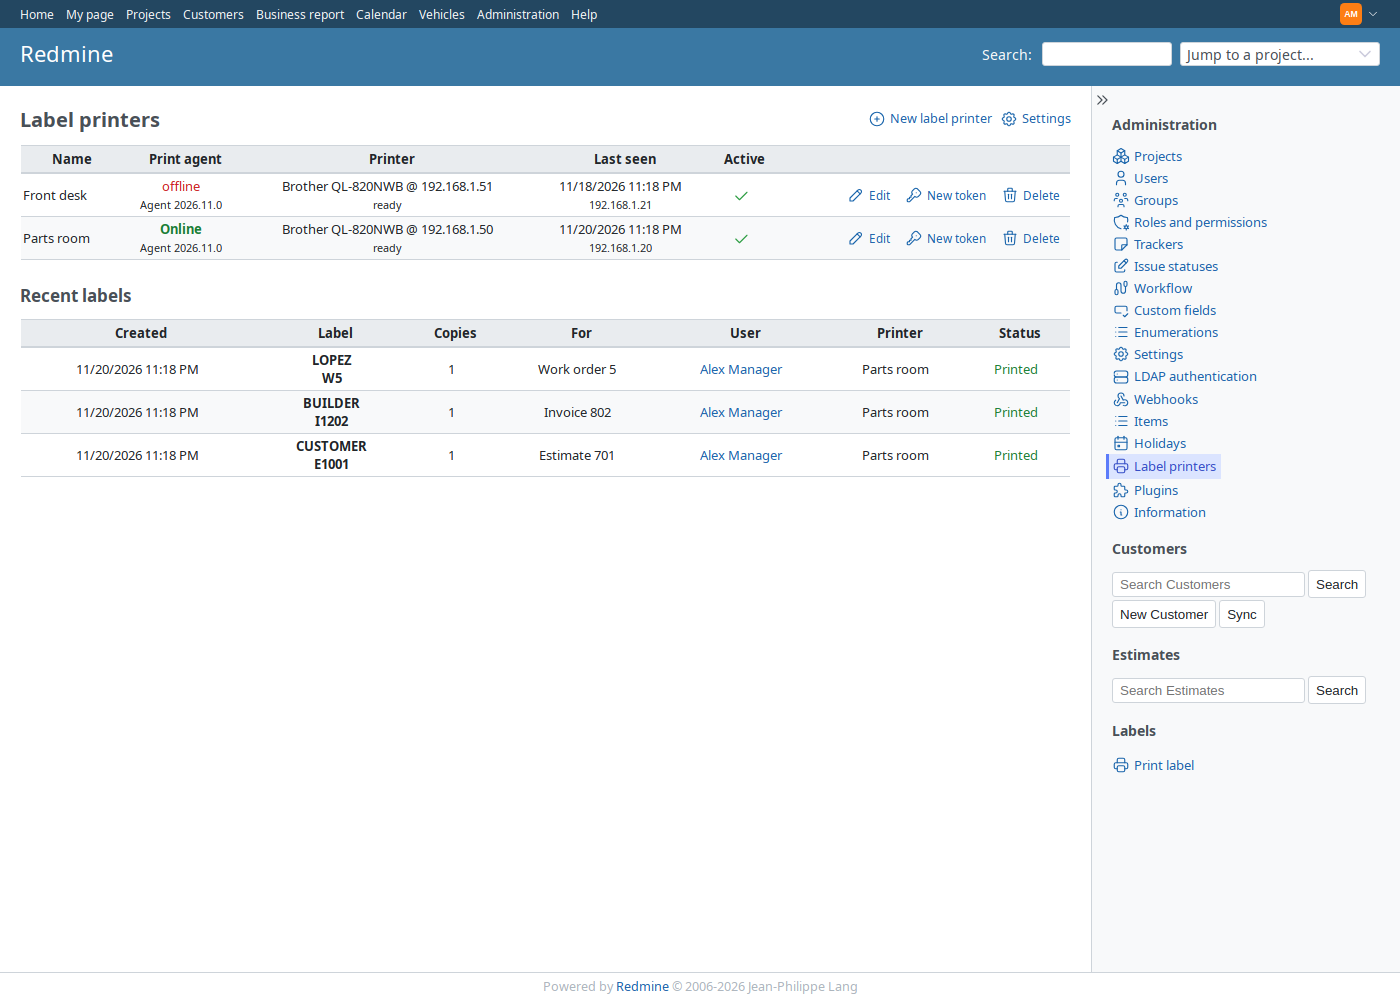 Home My page Projects Customers Business report Calendar Vehicles Administration Help AM
Redmine Search: Jump to a project...
Label printers New label printer Settings
Name Print agent Printer Last seen Active
Front desk offline Brother QL-820NWB @ 192.168.1.51 11/18/2026 11:18 PM Edit New token Delete
Agent 2026.11.0 ready 192.168.1.21
Parts room Online Brother QL-820NWB @ 192.168.1.50 11/20/2026 11:18 PM Edit New token Delete
Agent 2026.11.0 ready 192.168.1.20
Recent labels
Created Label Copies For User Printer Status
11/20/2026 11:18 PM LOPEZ 1 Work order 5 Alex Manager Parts room Printed
W5
11/20/2026 11:18 PM BUILDER 1 Invoice 802 Alex Manager Parts room Printed
I1202
11/20/2026 11:18 PM CUSTOMER 1 Estimate 701 Alex Manager Parts room Printed
E1001
Administration
Projects
Users
Groups
Roles and permissions
Trackers
Issue statuses
Workflow
Custom fields
Enumerations
Settings
LDAP authentication
Webhooks
Items
Holidays
Label printers
Plugins
Information
Customers
Search Customers Search
New Customer Sync
Estimates
Search Estimates Search
Labels
Print label
Powered by Redmine © 2006-2026 Jean-Philippe Lang